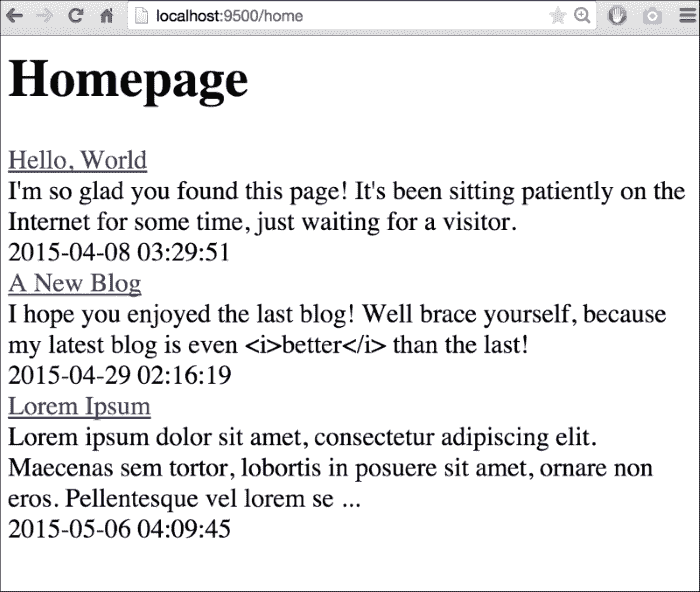 localhost:9500/home
Homepage
Hello, World
I'm so glad you found this page! It's been sitting patiently on the
Internet for some time, just waiting for a visitor.
2015-04-08 03:29:51
A New Blog
I hope you enjoyed the last blog! Well brace yourself, because
my latest blog is even <i>better</i> than the last!
2015-04-29 02:16:19
Lorem Ipsum
Lorem ipsum dolor sit amet, consectetur adipiscing elit.
Maecenas sem tortor, lobortis in posuere sit amet, ornare non
eros. Pellentesque vel lorem se ...
2015-05-06 04:09:45